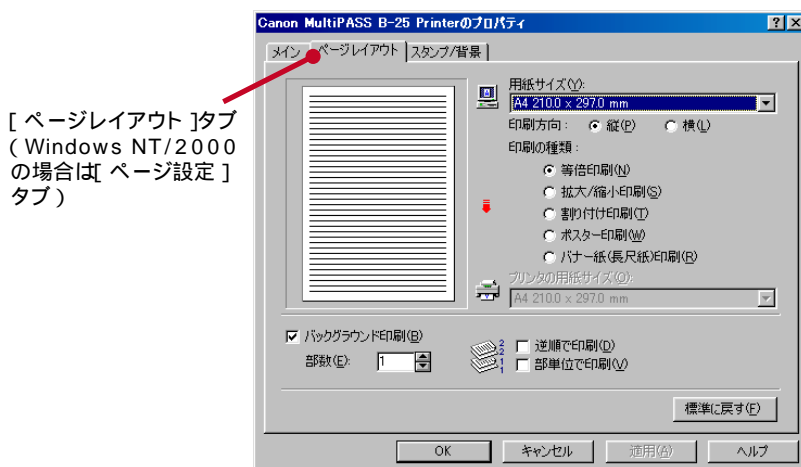 Canon MultiPASS B-25 Printerのプロパティ
メイン ページレイアウト スタンプ/背景
[ ページレイアウト ]タブ
( Windows NT/2000
の場合は[ ページ設定 ]
タブ )
用紙サイズ(Y):
A4 210.0 x 297.0 mm
印刷方向: 縦(P) 横(L)
印刷の種類:
等倍印刷(N)
拡大/縮小印刷(S)
割り付け印刷(T)
ポスター印刷(W)
バナー紙(長尺紙)印刷(R)
プリンタの用紙サイズ(O):
A4 210.0 x 297.0 mm
バックグラウンド印刷(B)
部数(E): 1
2 2 1 1
逆順で印刷(D)
部単位で印刷(V)
標準に戻す(F)
OK キャンセル 適用(A) ヘルプ